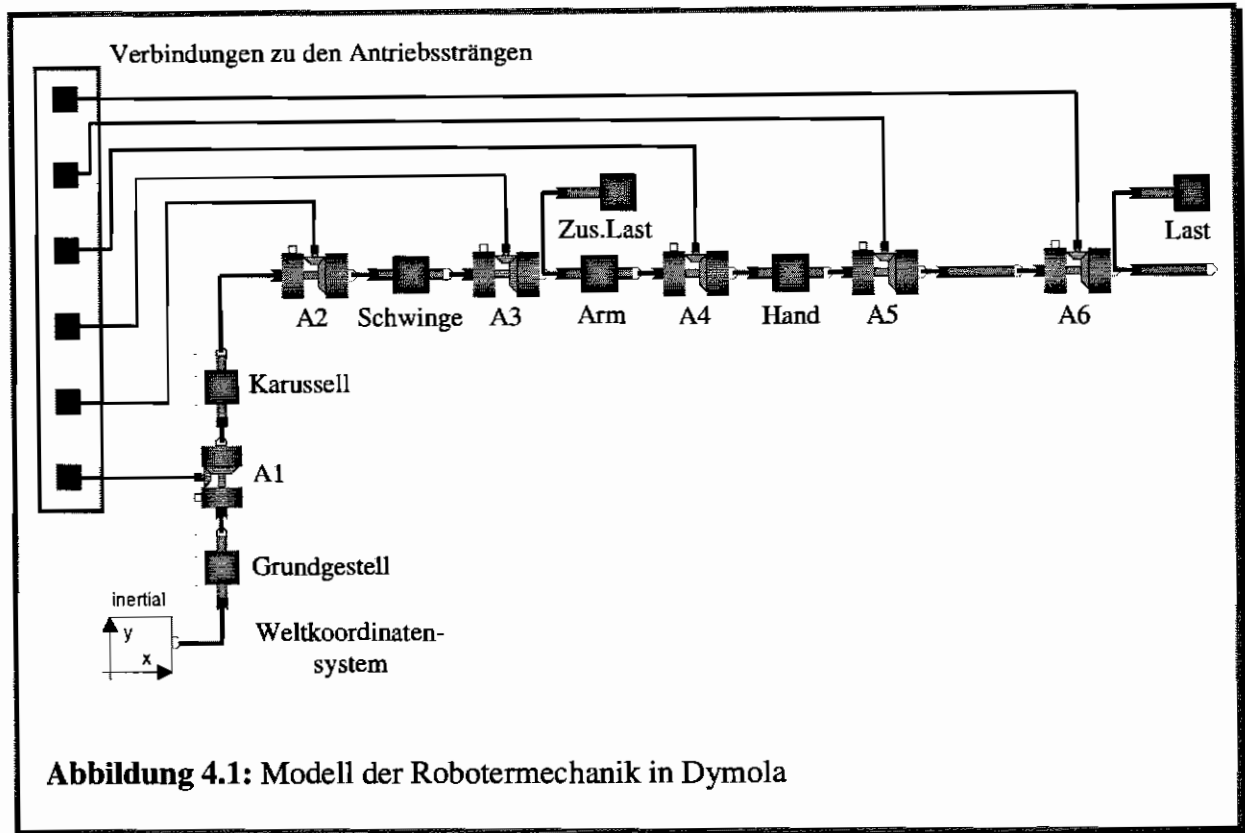 Verbindungen zu den Antriebssträngen
Zus.Last
Last
A2
Schwinge
A3
Arm
A4
Hand
A5
A6
Karussell
A1
Grundgestell
inertial
y
x
Weltkoordinaten-
system
Abbildung 4.1: Modell der Robotermechanik in Dymola